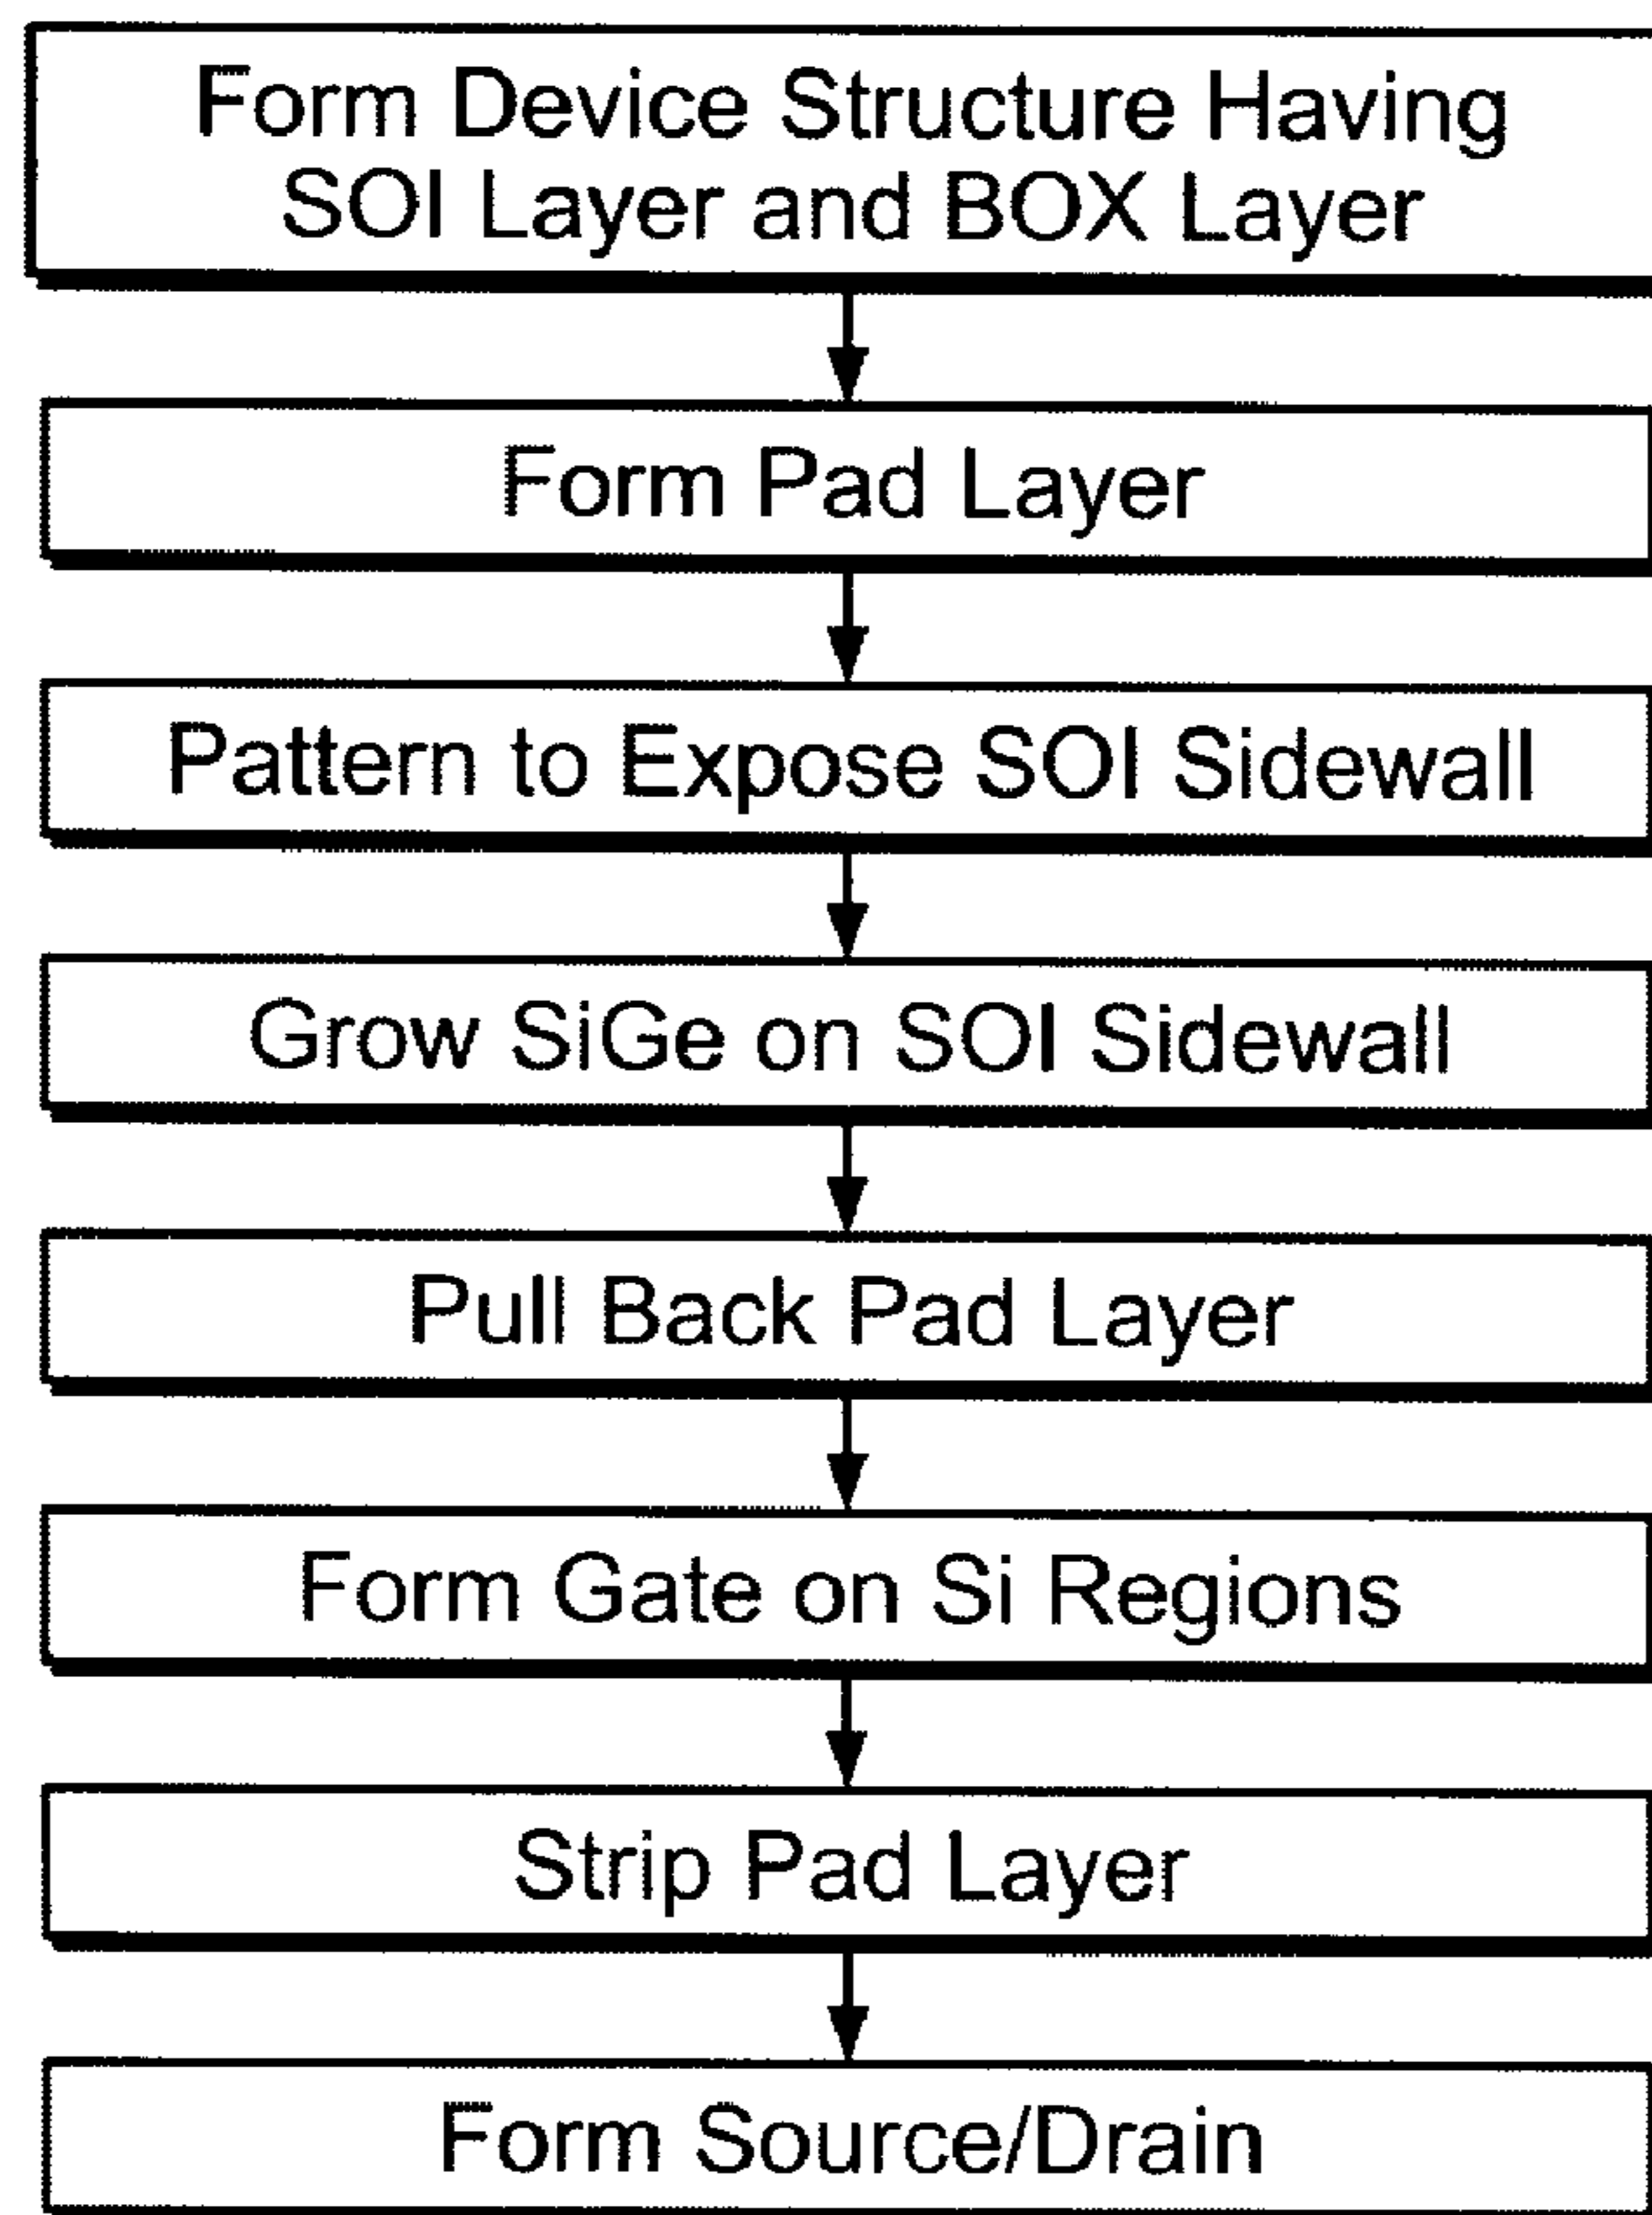 Form Device Structure Having
SOI Layer and BOX Layer
Form Pad Layer
Pattern to Expose SOI Sidewall
Grow SiGe on SOI Sidewall
Pull Back Pad Layer
Form Gate on Si Regions
Strip Pad Layer
Form Source/Drain